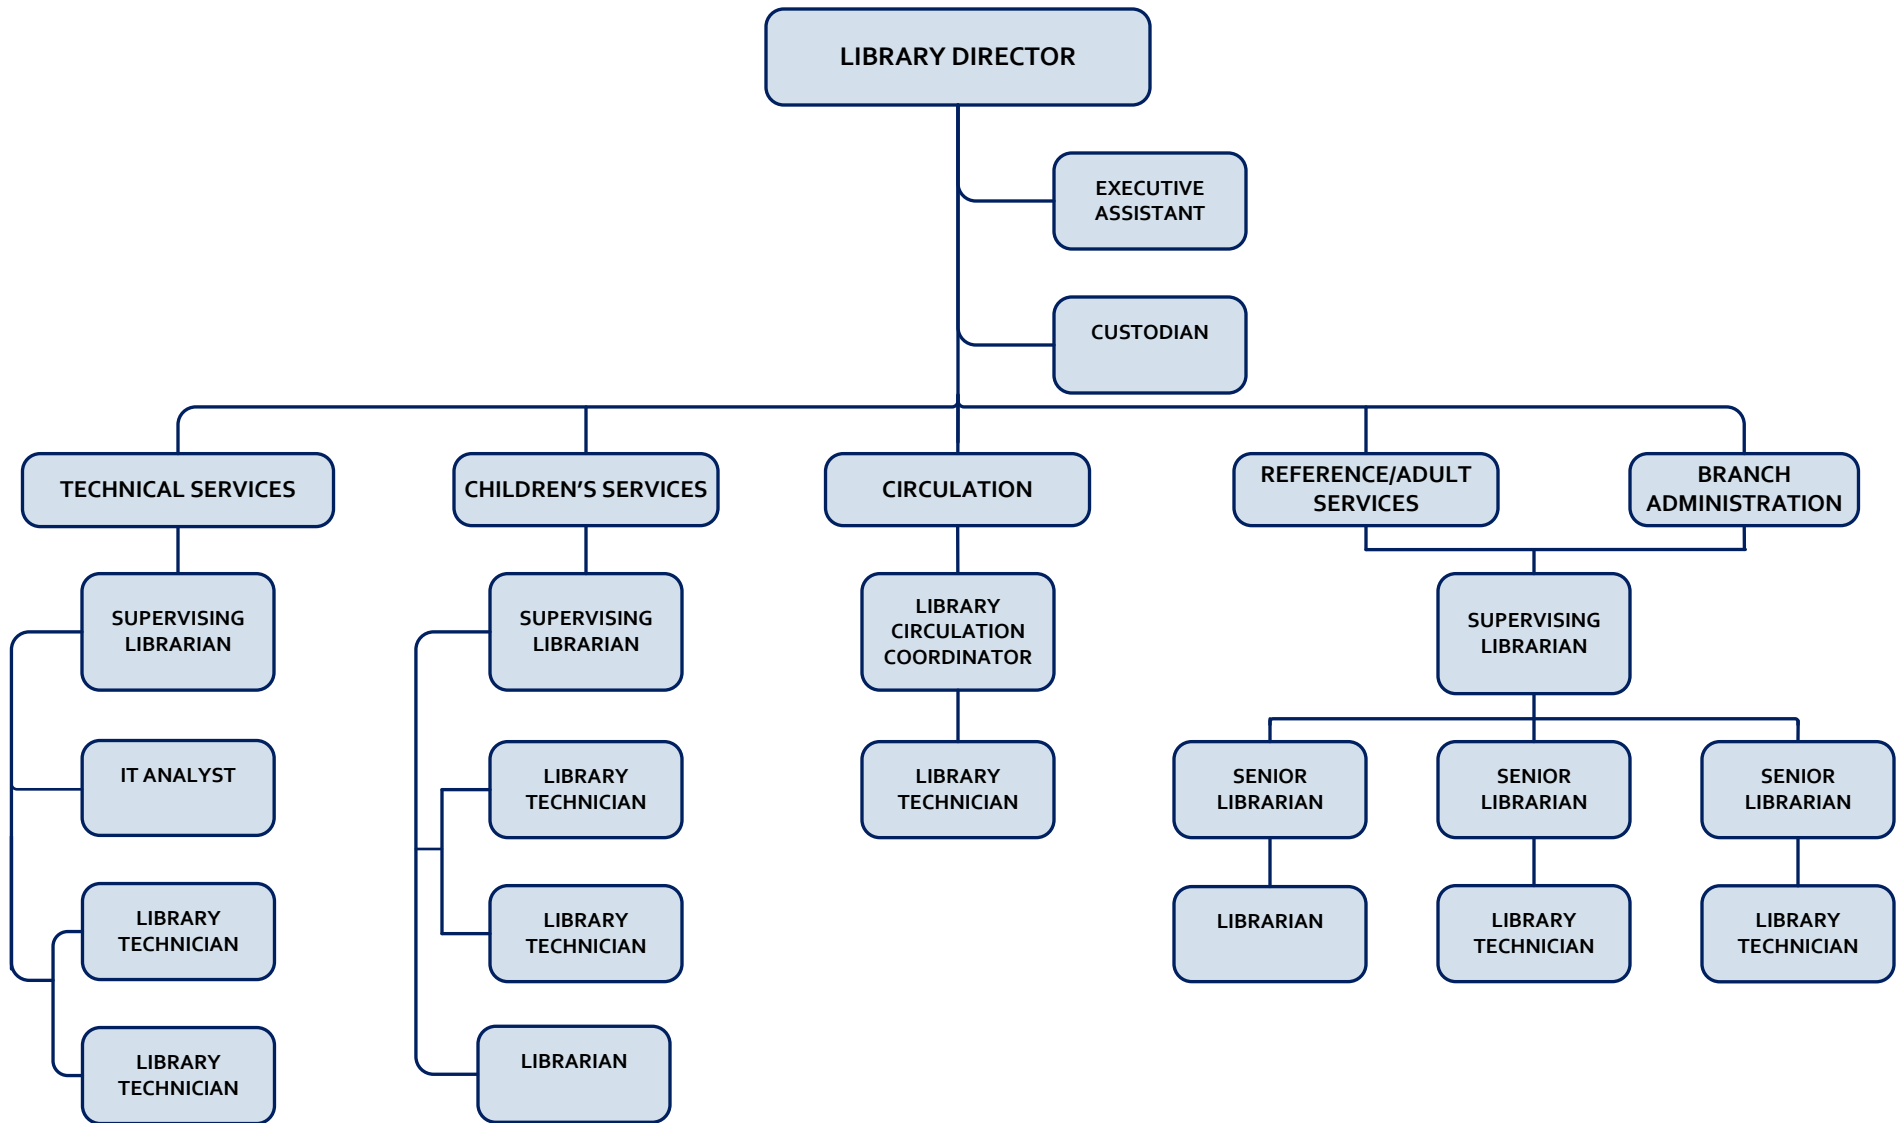 LIBRARY DIRECTOR
EXECUTIVE
ASSISTANT
CUSTODIAN
TECHNICAL SERVICES
CHILDREN’S SERVICES
CIRCULATION
REFERENCE/ADULT
SERVICES
BRANCH
ADMINISTRATION
SUPERVISING
LIBRARIAN
SUPERVISING
LIBRARIAN
LIBRARY
CIRCULATION
COORDINATOR
SUPERVISING
LIBRARIAN
IT ANALYST
LIBRARY
TECHNICIAN
LIBRARY
TECHNICIAN
SENIOR
LIBRARIAN
SENIOR
LIBRARIAN
SENIOR
LIBRARIAN
LIBRARY
TECHNICIAN
LIBRARY
TECHNICIAN
LIBRARIAN
LIBRARY
TECHNICIAN
LIBRARY
TECHNICIAN
LIBRARY
TECHNICIAN
LIBRARIAN